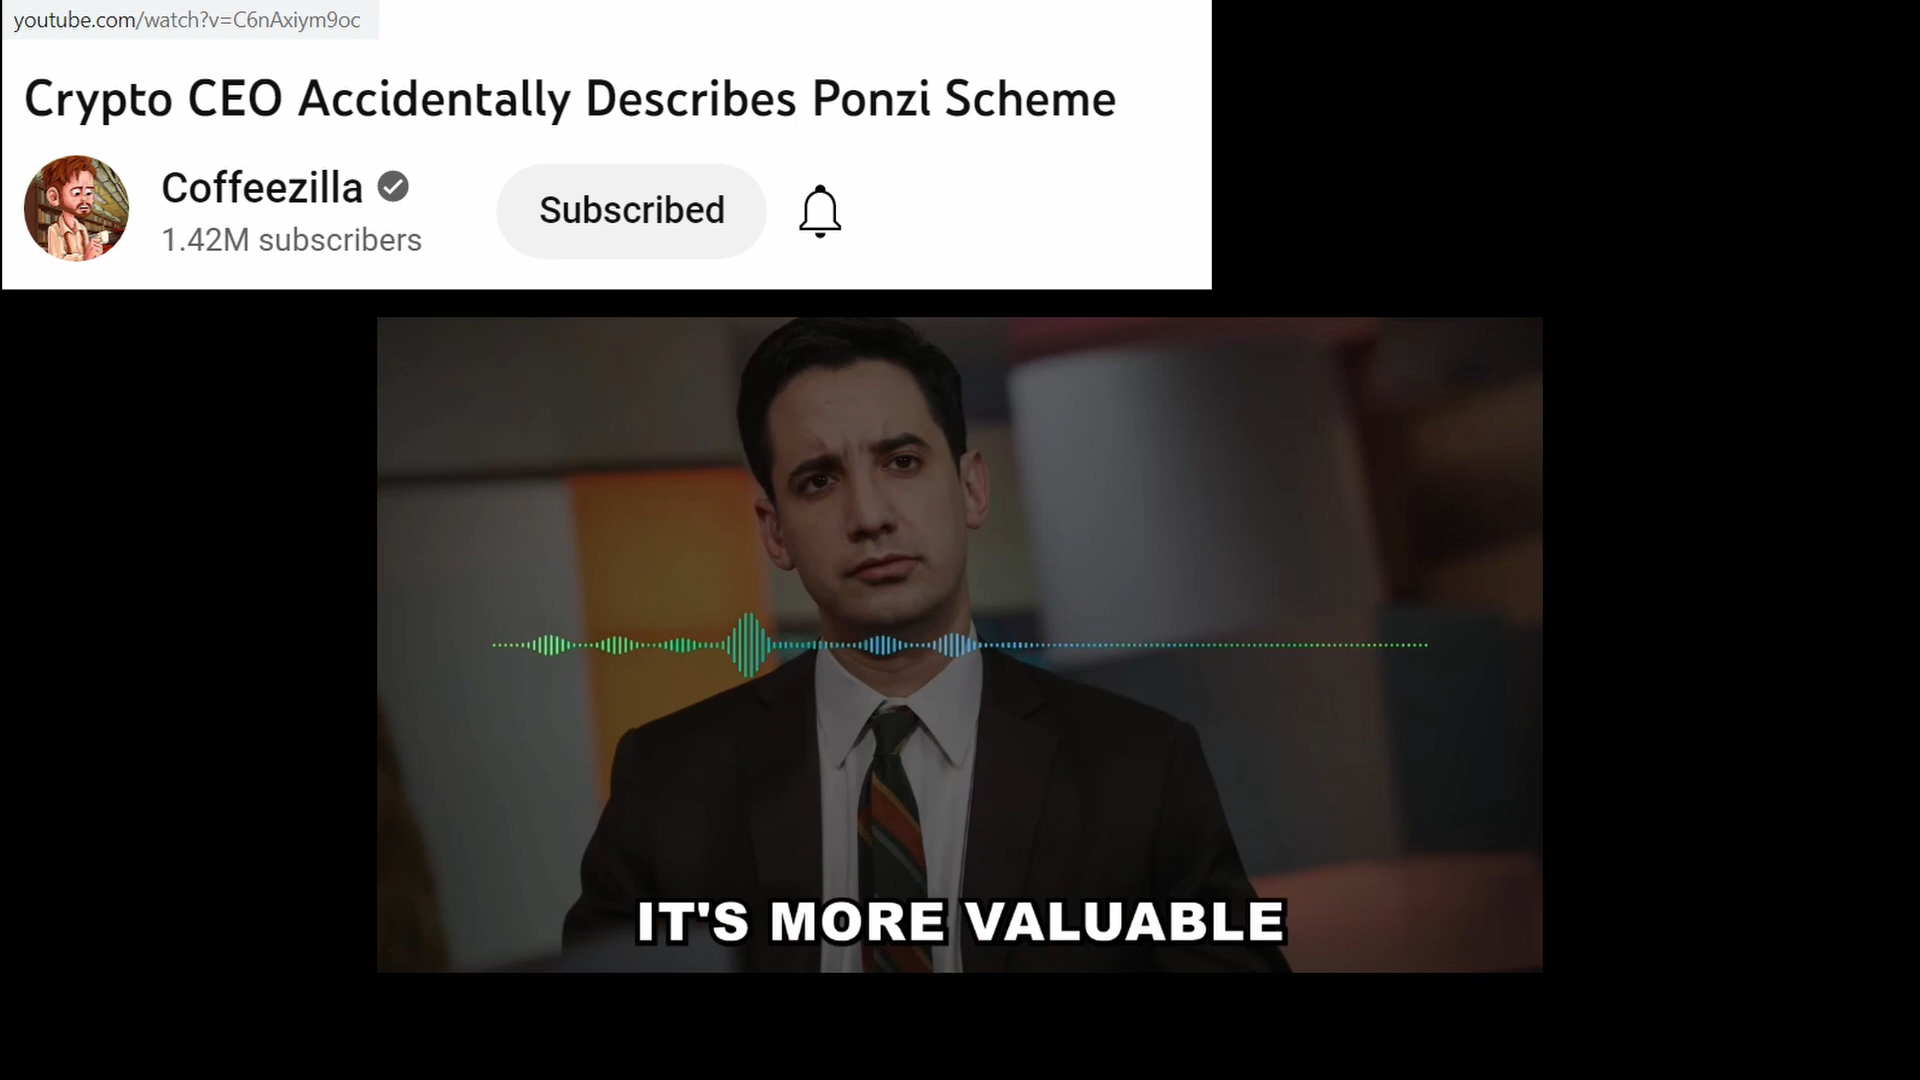 youtube.com/watch?v=C6nAxiym9oc
Crypto CEO Accidentally Describes Ponzi Scheme
Coffeezilla
Subscribed
1.42M subscribers
IT'S MORE VALUABLE